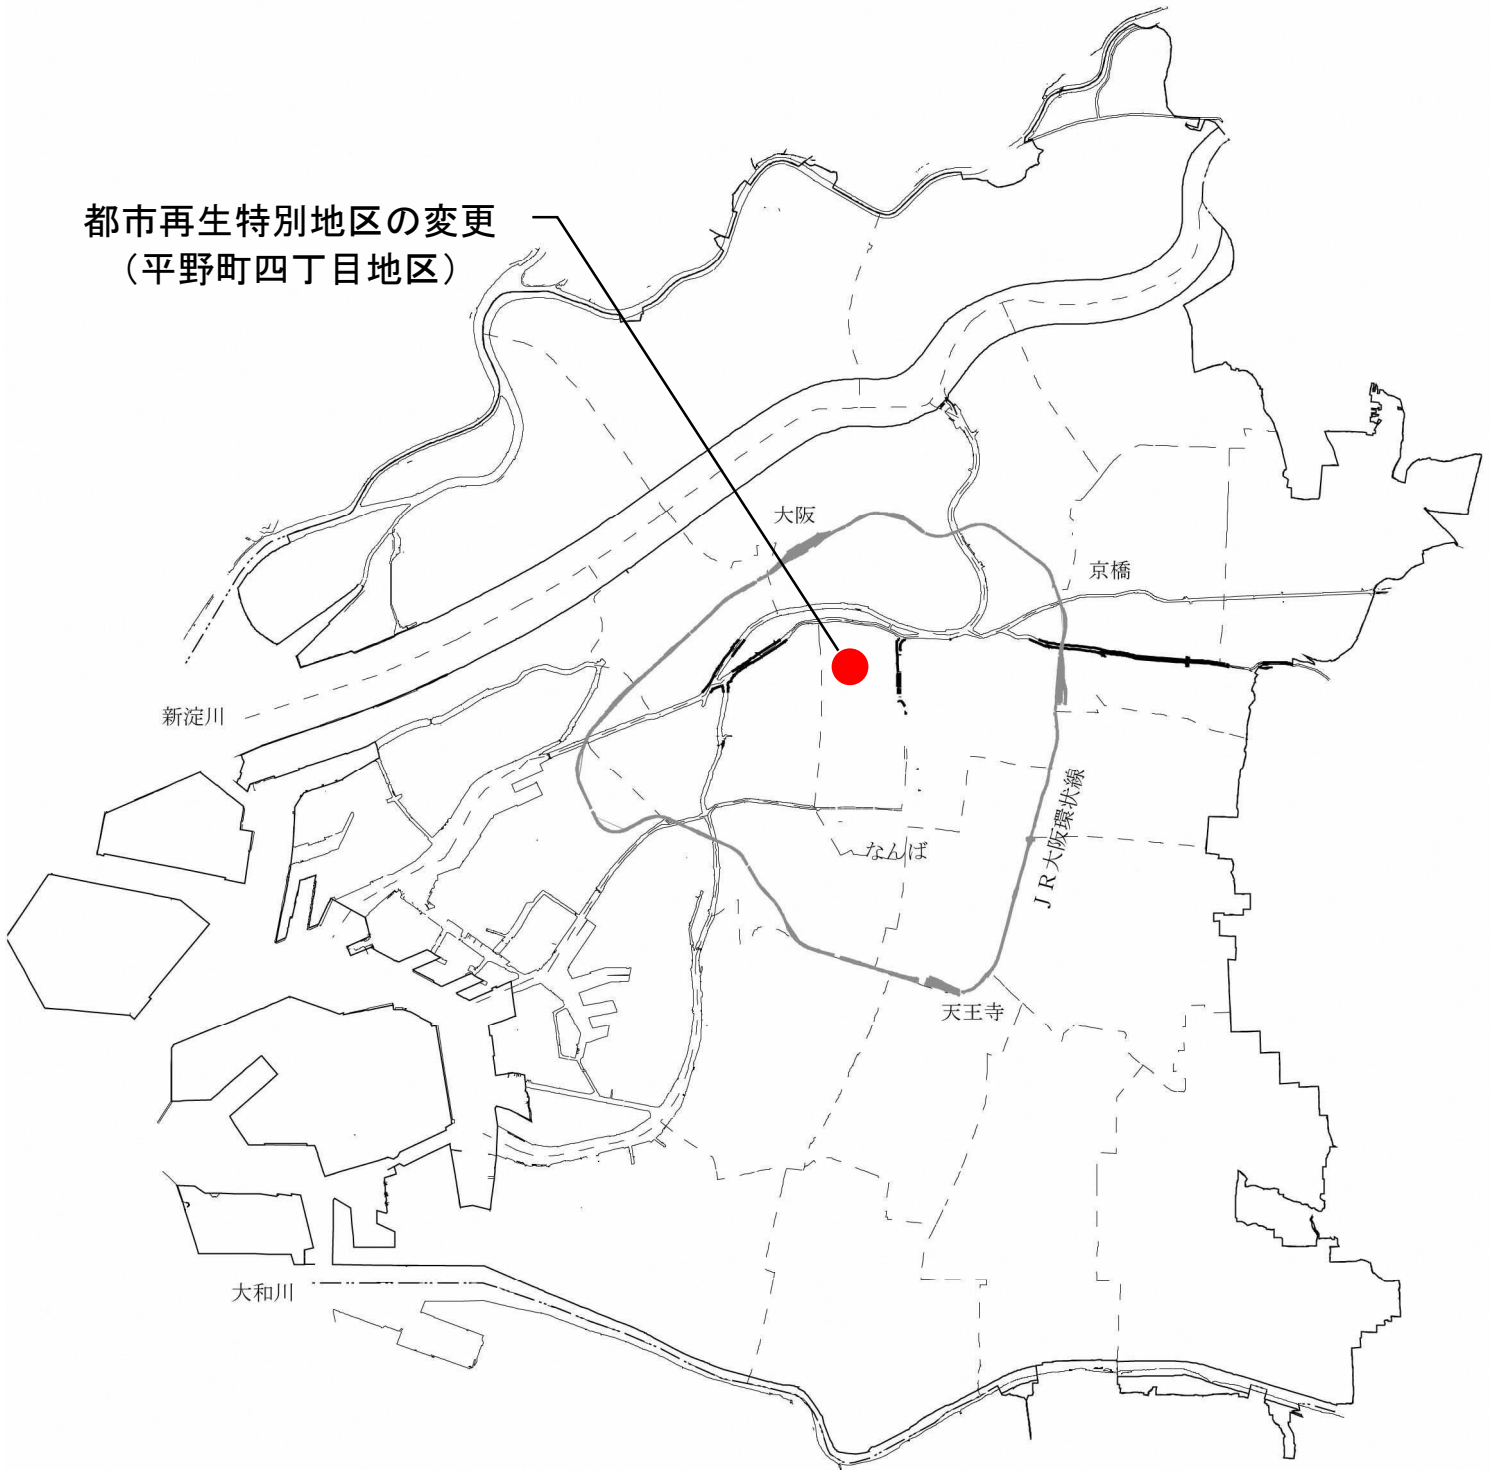 都市再生特別地区の変更
（平野町四丁目地区）
大阪
京橋
新淀川
ＪＲ大阪環状線
なんば
天王寺
大和川